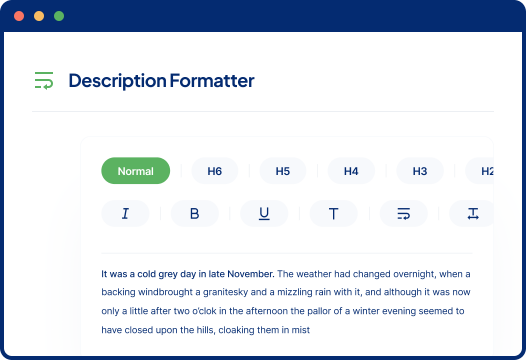 Description Formatter
Normal H6 H5 H4 H3 H2
I B U T T
It was a cold grey day in late November. The weather had changed overnight, when a
backing windbrought a granitesky and a mizzling rain with it, and although it was now
only a little after two o'clok in the afternoon the pallor of a winter evening seemed to
have closed upon the hills, cloaking them in mist